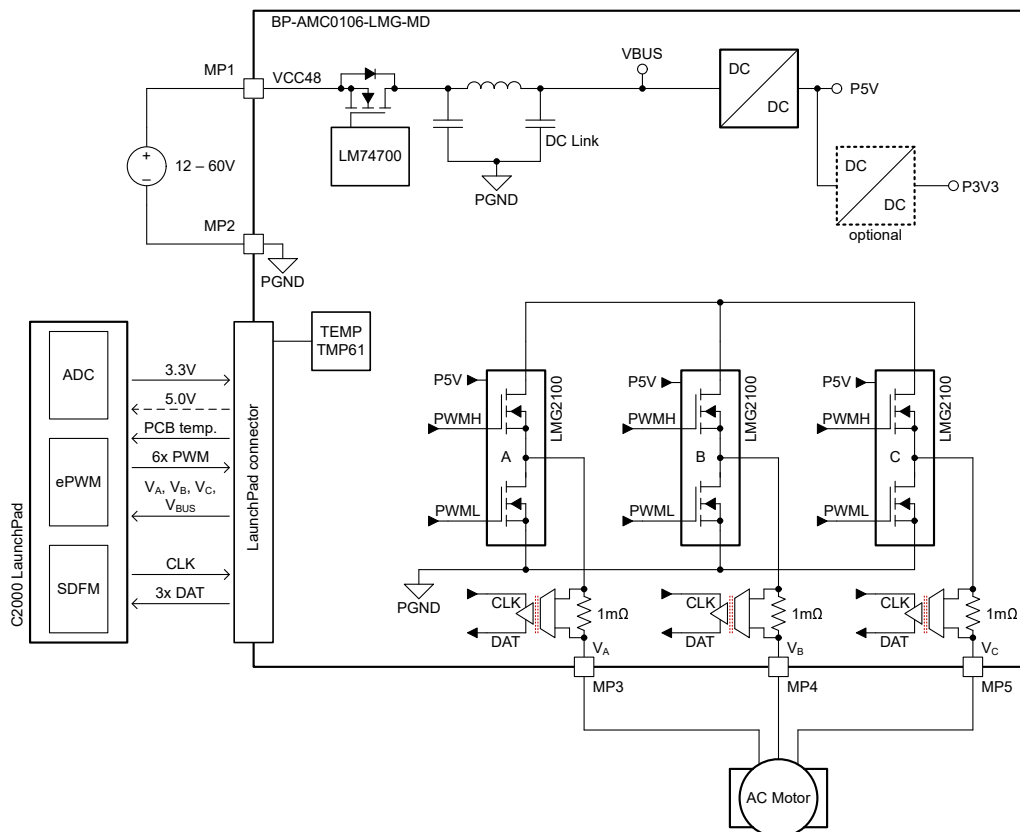 BP-AMC0106-LMG-MD
MP1
VCC48
VBUS
DC
DC
P5V
LM74700
DC Link
12 – 60V
+
–
PGND
DC
DC
P3V3
optional
MP2
PGND
C2000 LaunchPad
ADC
ePWM
SDFM
3.3V
5.0V
PCB temp.
6x PWM
VA, VB, VC,
VBUS
CLK
3x DAT
LaunchPad connector
TEMP
TMP61
P5V
PWMH
A
PWML
LMG2100
P5V
PWMH
B
PWML
LMG2100
P5V
PWMH
C
PWML
LMG2100
PGND
CLK
DAT
1mΩ
VA
CLK
DAT
1mΩ
VB
CLK
DAT
1mΩ
VC
MP3
MP4
MP5
AC Motor